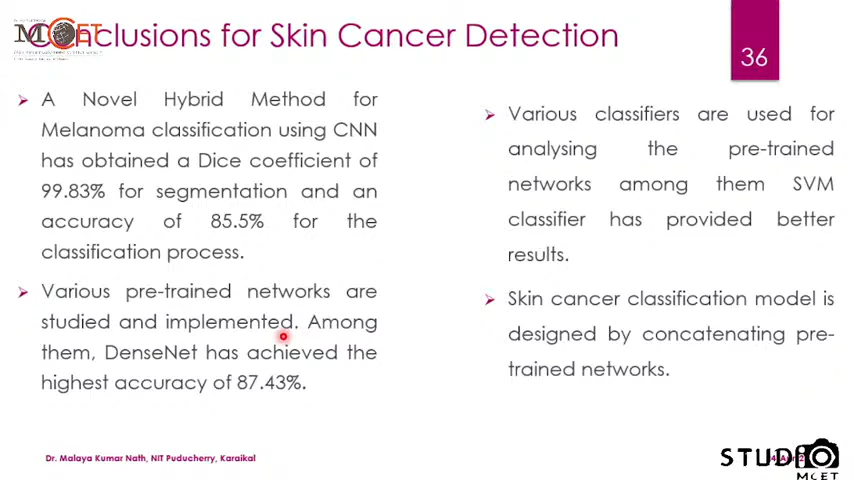 Conclusions for Skin Cancer Detection
MCET
36
➤ A Novel Hybrid Method for
Melanoma classification using CNN
has obtained a Dice coefficient of
99.83% for segmentation and an
accuracy of 85.5% for the
classification process.
➤ Various pre-trained networks are
studied and implemented. Among
them, DenseNet has achieved the
highest accuracy of 87.43%.
➤ Various classifiers are used for
analysing the pre-trained
networks among them SVM
classifier has provided better
results.
➤ Skin cancer classification model is
designed by concatenating pre-
trained networks.
Dr. Malaya Kumar Nath, NIT Puducherry, Karaikal
STUDIO
MCET